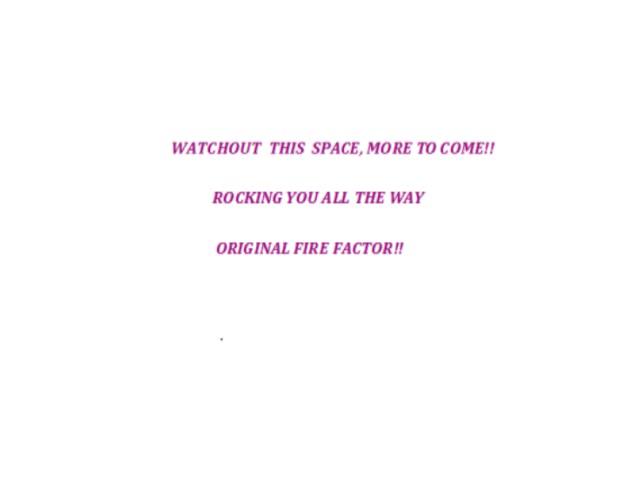 WATCHOUT THIS SPACE, MORE TO COME!!
ROCKING YOU ALL THE WAY
ORIGINAL FIRE FACTOR!!
.